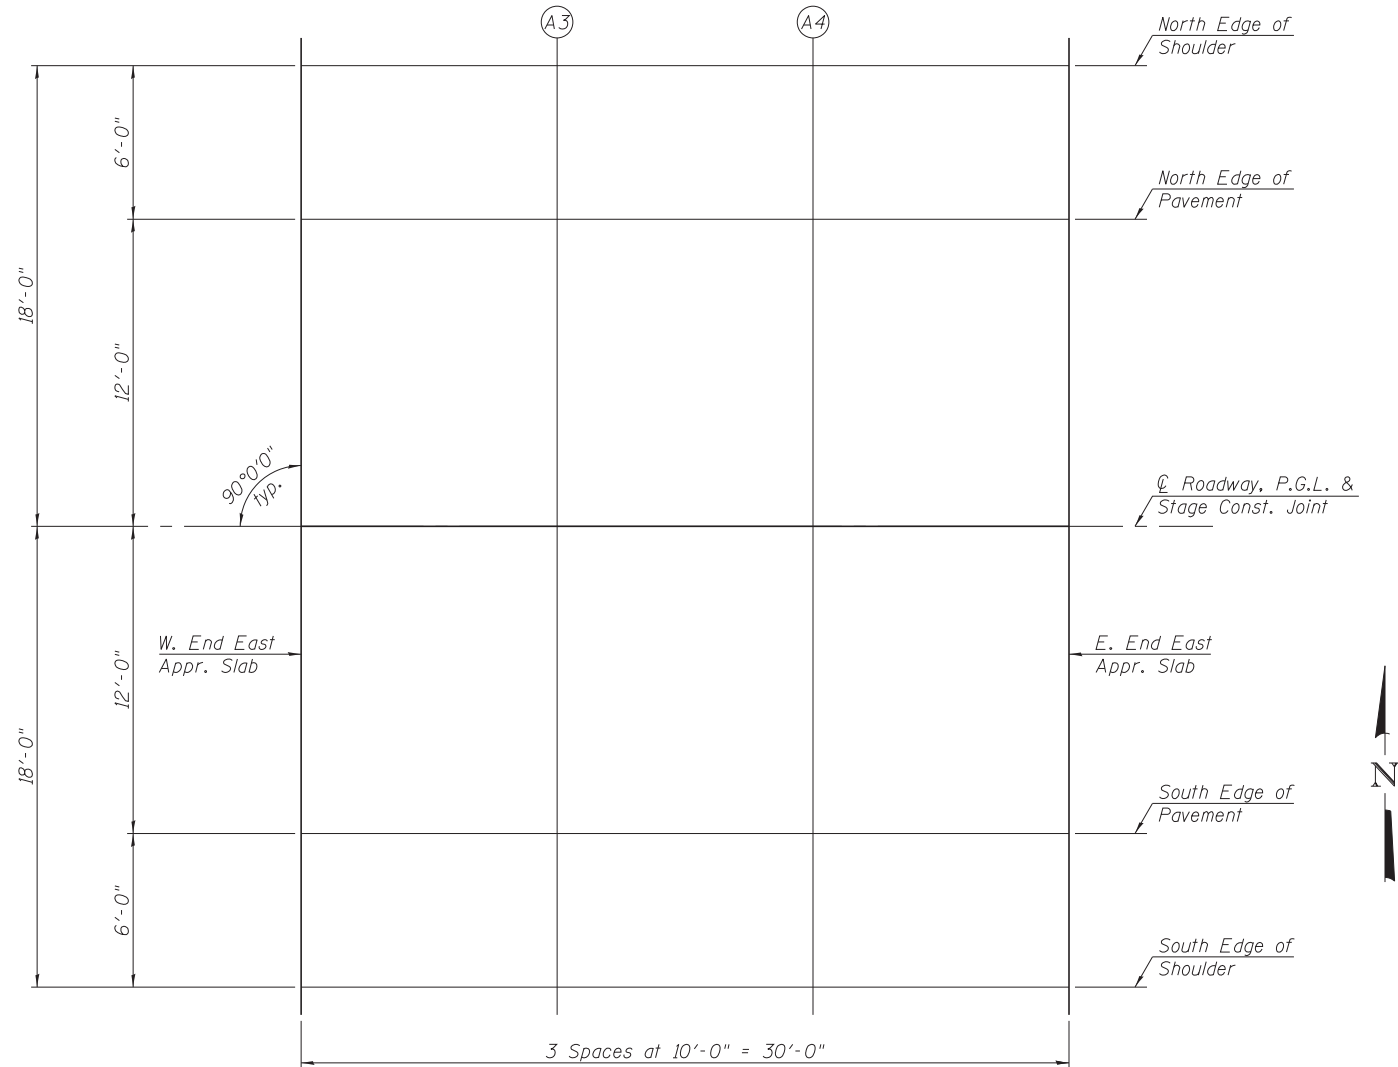 A3
A4
North Edge of
Shoulder
6'-0"
North Edge of
Pavement
18'-0"
12'-0"
90°0'0"
typ.
℄ Roadway, P.G.L. &
Stage Const. Joint
W. End East
Appr. Slab
E. End East
Appr. Slab
12'-0"
18'-0"
N
South Edge of
Pavement
6'-0"
South Edge of
Shoulder
3 Spaces at 10'-0" = 30'-0"